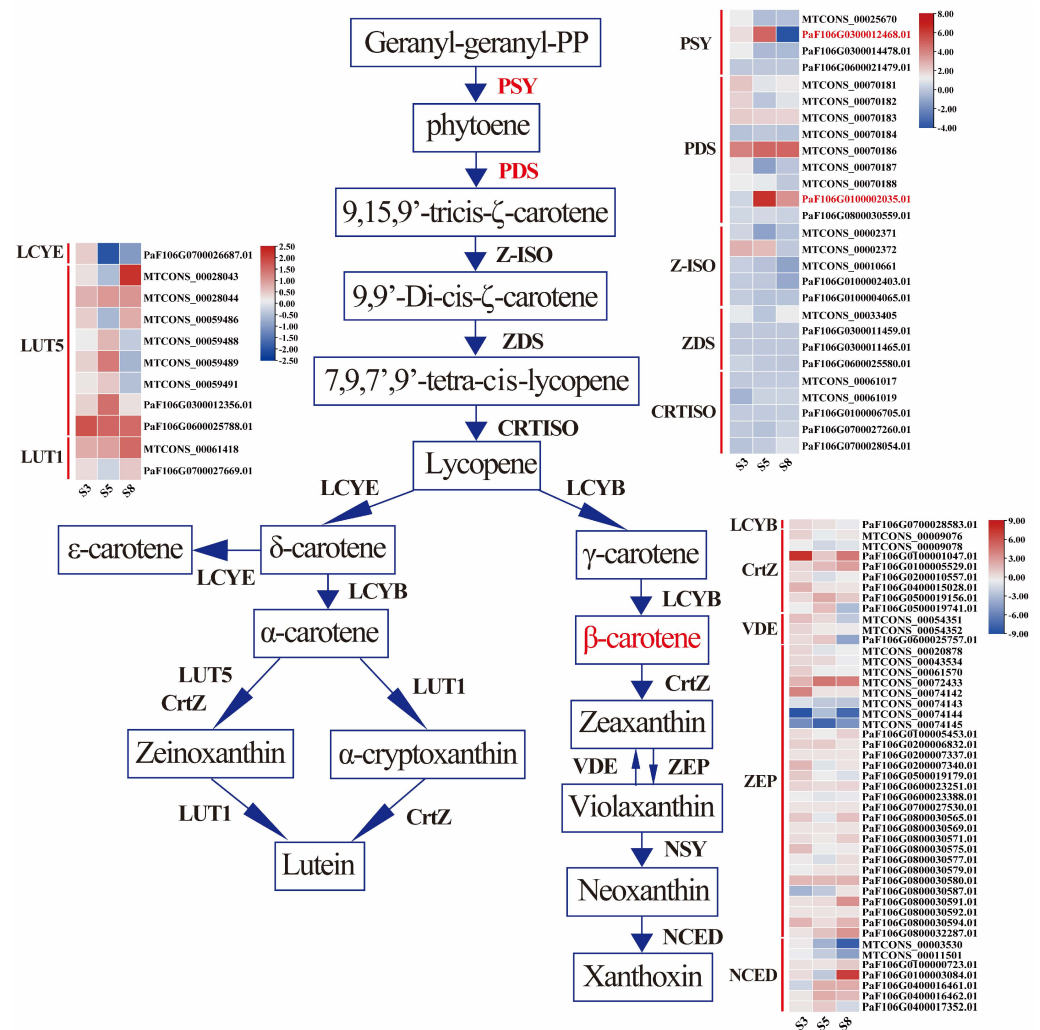 Geranyl-geranyl-PP
PSY
phytoene
PDS
9,15,9’-tricis-ζ-carotene
Z-ISO
9,9’-Di-cis-ζ-carotene
ZDS
7,9,7’,9’-tetra-cis-lycopene
CRTISO
Lycopene
LCYE
LCYB
ε-carotene
δ-carotene
γ-carotene
LCYE
LCYB
LCYB
α-carotene
β-carotene
LUT5
CrtZ
LUT1
CrtZ
Zeinoxanthin
α-cryptoxanthin
Zeaxanthin
VDE
ZEP
LUT1
CrtZ
Violaxanthin
Lutein
NSY
Neoxanthin
NCED
Xanthoxin
LCYE
LUT5
LUT1
PaF106G0700026687.01
MTCONS_00028043
MTCONS_00028044
MTCONS_00059486
MTCONS_00059488
MTCONS_00059489
MTCONS_00059491
PaF106G0300012356.01
PaF106G0600025788.01
MTCONS_00061418
PaF106G0700027669.01
S3
S5
S8
2.50
2.00
1.50
1.00
0.50
0.00
-0.50
-1.00
-1.50
-2.00
-2.50
PSY
PDS
Z-ISO
ZDS
CRTISO
MTCONS_00025670
PaF106G0300012468.01
PaF106G0300014478.01
PaF106G0600021479.01
MTCONS_00070181
MTCONS_00070182
MTCONS_00070183
MTCONS_00070184
MTCONS_00070186
MTCONS_00070187
MTCONS_00070188
PaF106G0100002035.01
PaF106G0800030559.01
MTCONS_00002371
MTCONS_00002372
MTCONS_00010661
PaF106G0100002403.01
PaF106G0100004065.01
MTCONS_00033405
PaF106G0300011459.01
PaF106G0300011465.01
PaF106G0600025580.01
MTCONS_00061017
MTCONS_00061019
PaF106G0100006705.01
PaF106G0700027260.01
PaF106G0700028054.01
S3
S5
S8
8.00
6.00
4.00
2.00
0.00
-2.00
-4.00
LCYB
CrtZ
VDE
ZEP
NCED
PaF106G0700028583.01
MTCONS_00009076
MTCONS_00009078
PaF106G0100001047.01
PaF106G0100005529.01
PaF106G0200010557.01
PaF106G0400015028.01
PaF106G0500019156.01
PaF106G0500019741.01
MTCONS_00054351
MTCONS_00054352
PaF106G0600025757.01
MTCONS_00020878
MTCONS_00043534
MTCONS_00061570
MTCONS_00072433
MTCONS_00074142
MTCONS_00074143
MTCONS_00074144
MTCONS_00074145
PaF106G0100005453.01
PaF106G0200006832.01
PaF106G0200007337.01
PaF106G0200007340.01
PaF106G0500019179.01
PaF106G0600023251.01
PaF106G0600023388.01
PaF106G0700027530.01
PaF106G0800030565.01
PaF106G0800030569.01
PaF106G0800030571.01
PaF106G0800030575.01
PaF106G0800030577.01
PaF106G0800030579.01
PaF106G0800030580.01
PaF106G0800030587.01
PaF106G0800030591.01
PaF106G0800030592.01
PaF106G0800030594.01
PaF106G0800032287.01
MTCONS_00003530
MTCONS_00011501
PaF106G0100000723.01
PaF106G0100003084.01
PaF106G0400016461.01
PaF106G0400016462.01
PaF106G0400017352.01
S3
S5
S8
9.00
6.00
3.00
0.00
-3.00
-6.00
-9.00